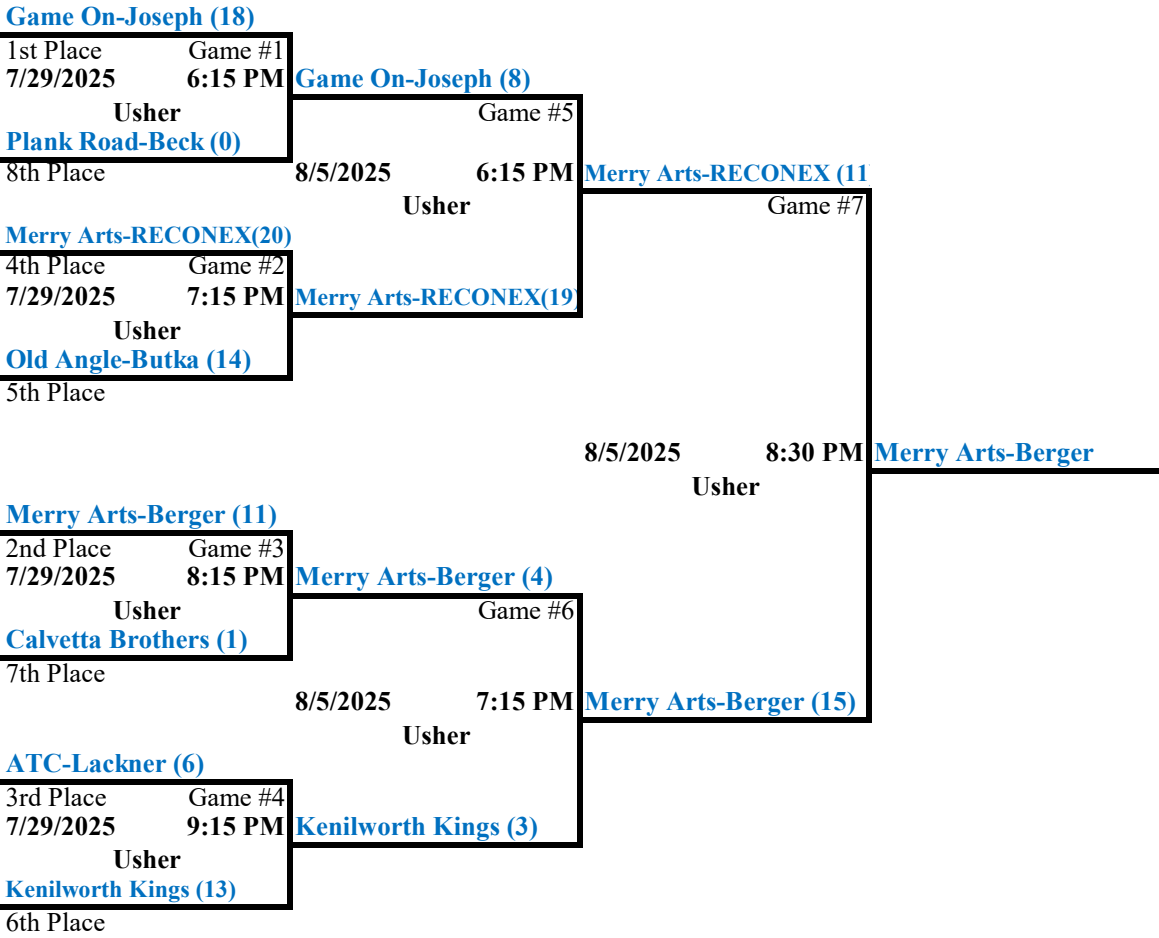 Game On-Joseph (18)
1st Place Game #1
7/29/2025 6:15 PM
Usher
Plank Road-Beck (0)
8th Place
Game On-Joseph (8)
Game #5
8/5/2025 6:15 PM
Usher
Merry Arts-RECONEX(20)
4th Place Game #2
7/29/2025 7:15 PM
Usher
Old Angle-Butka (14)
5th Place
Merry Arts-RECONEX(19)
Merry Arts-RECONEX (11
Game #7
8/5/2025 8:30 PM
Usher
Merry Arts-Berger
Merry Arts-Berger (11)
2nd Place Game #3
7/29/2025 8:15 PM
Usher
Calvetta Brothers (1)
7th Place
Merry Arts-Berger (4)
Game #6
8/5/2025 7:15 PM
Usher
Merry Arts-Berger (15)
ATC-Lackner (6)
3rd Place Game #4
7/29/2025 9:15 PM
Usher
Kenilworth Kings (13)
6th Place
Kenilworth Kings (3)